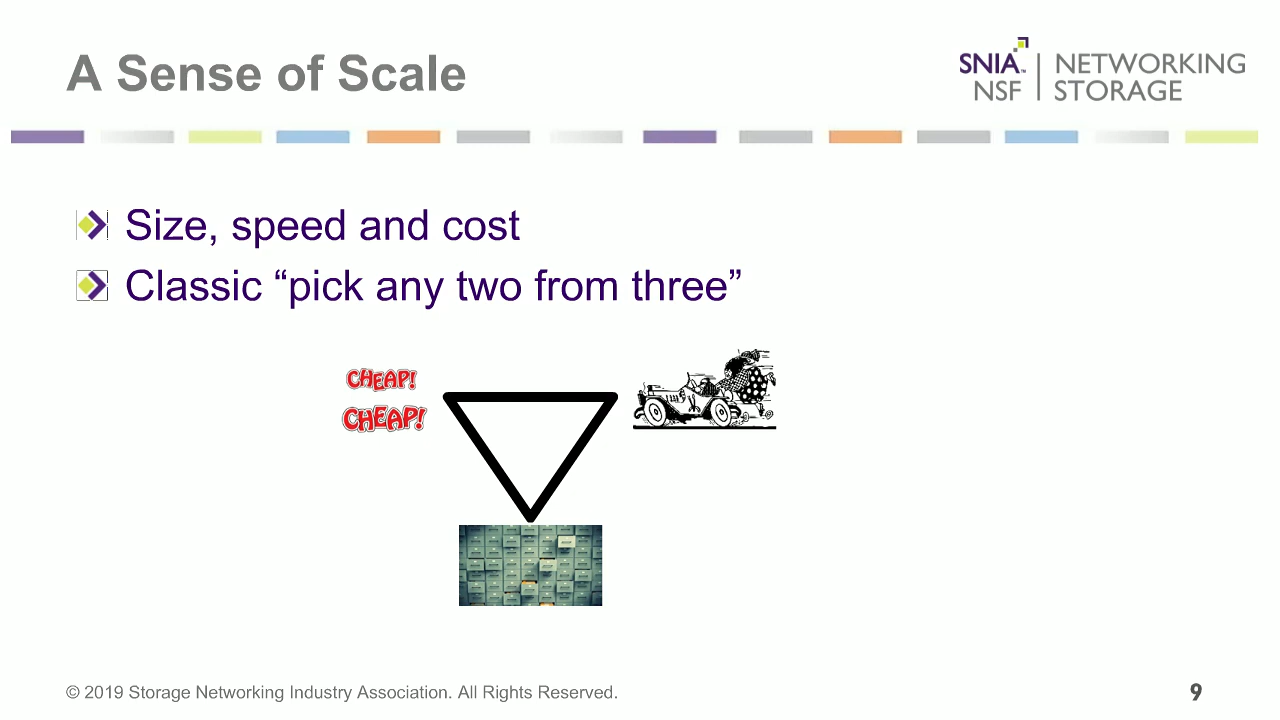 A Sense of Scale
SNIA™ NETWORKING
NSF STORAGE
Size, speed and cost
Classic “pick any two from three”
CHEAP!
CHEAP!
© 2019 Storage Networking Industry Association. All Rights Reserved.
9